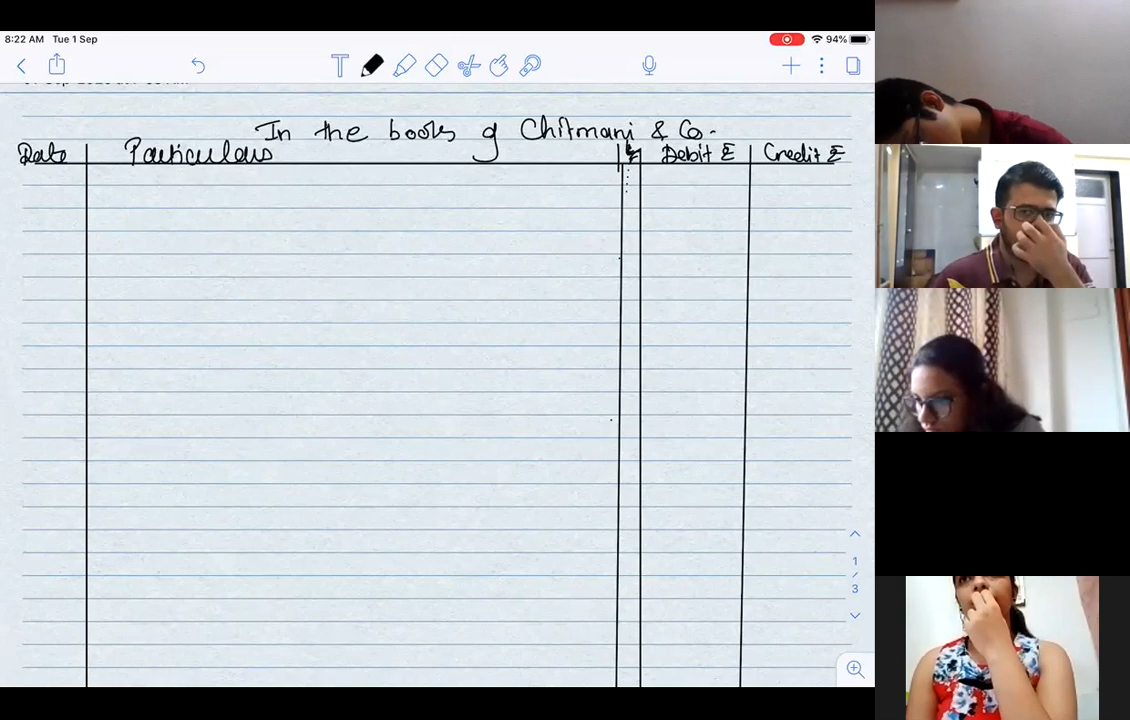 8:22 AM Tue 1 Sep
94%
T
In the books of Chitmani & Co.
Date Particulars Debit ₹ Credit ₹
1
/
3